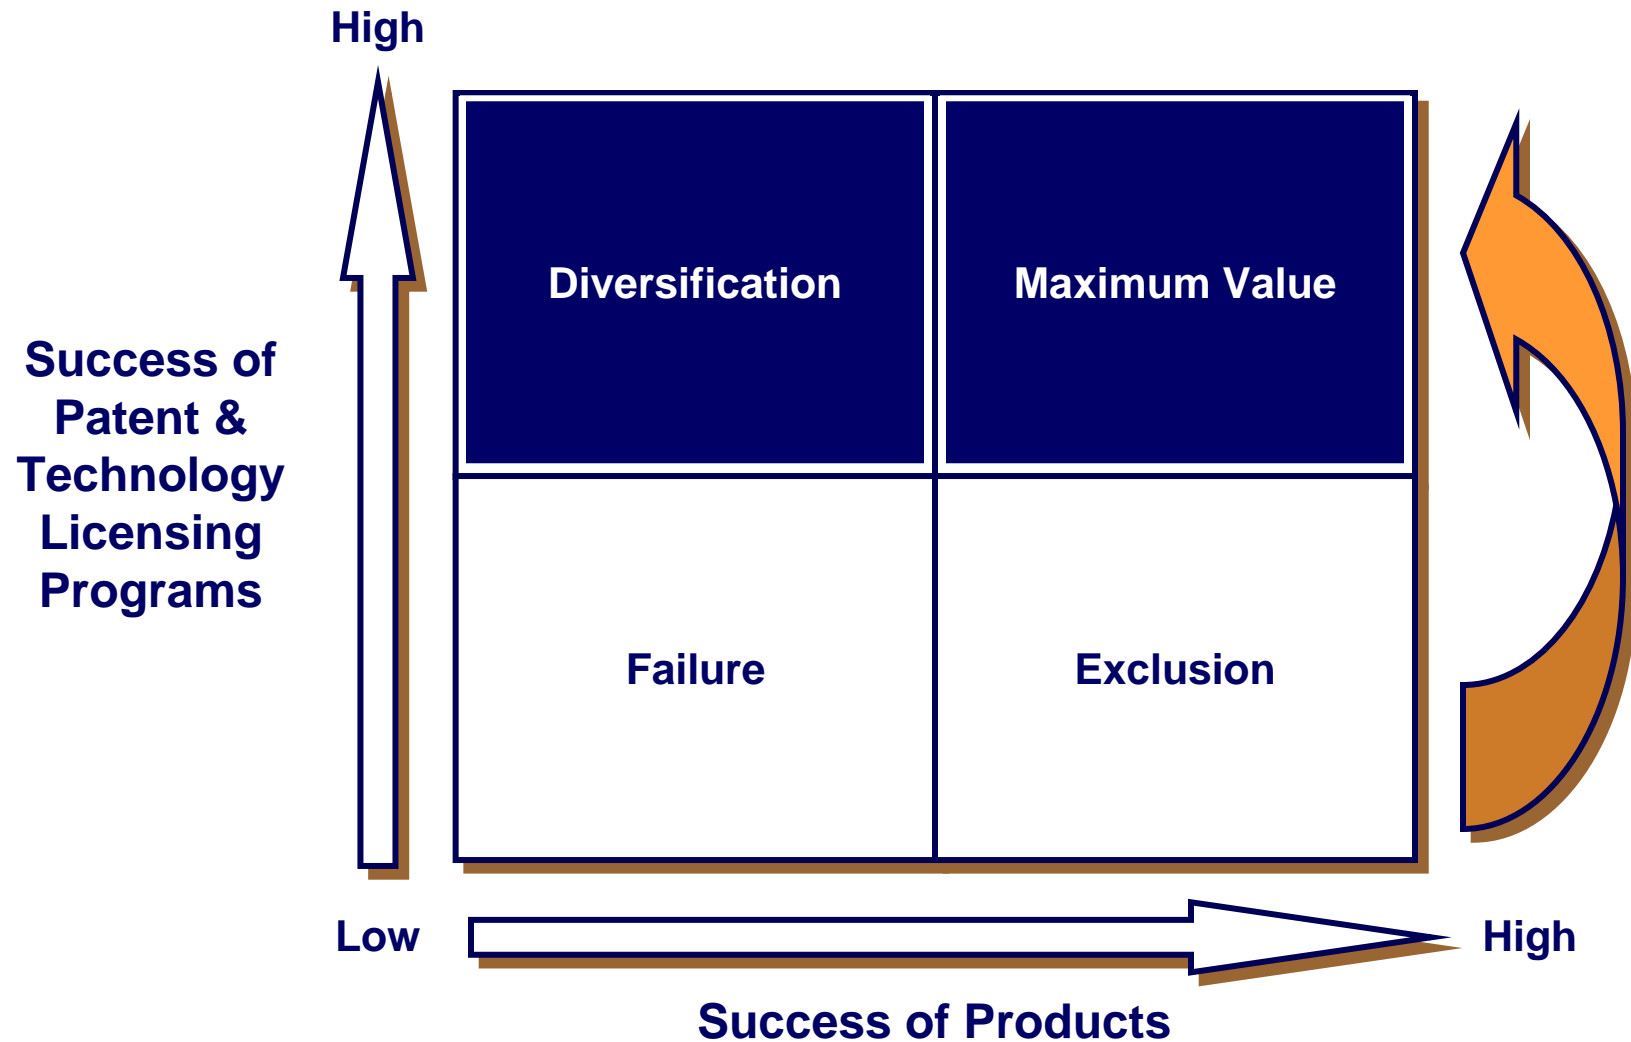 High
Diversification
Maximum Value
Success of
Patent &
Technology
Licensing
Programs
Failure
Exclusion
Low
High
Success of Products